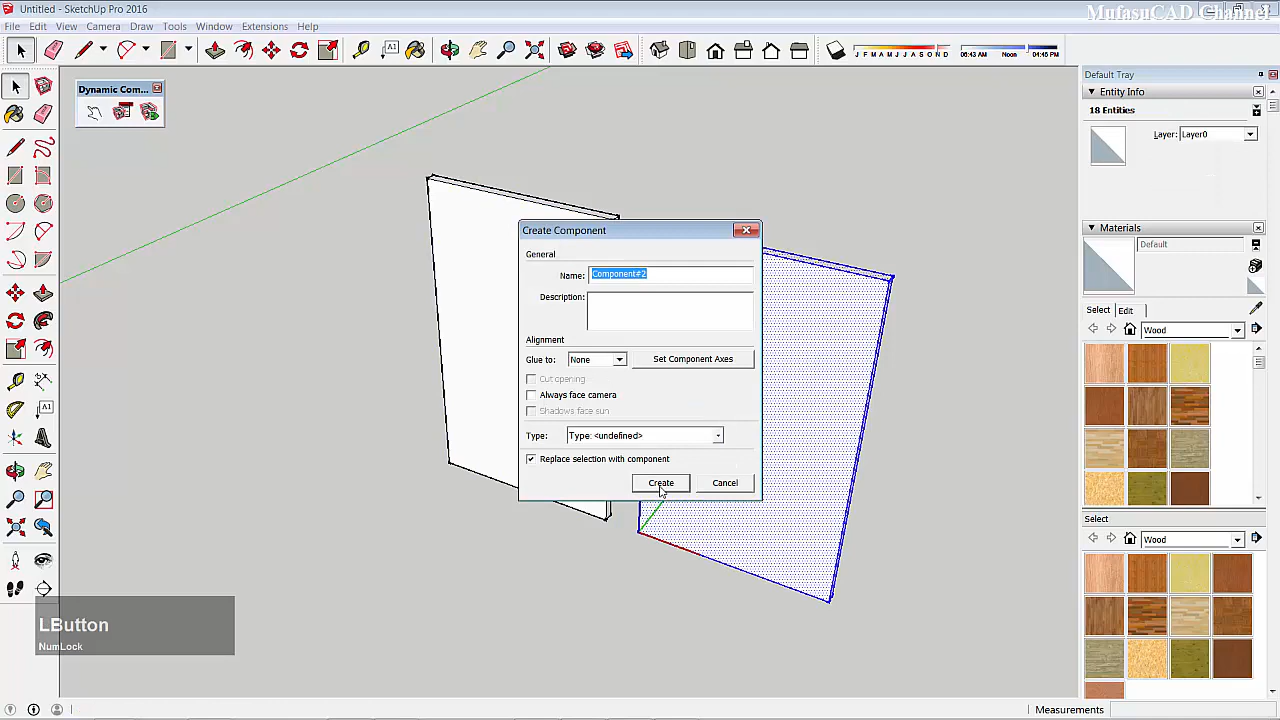 Untitled - SketchUp Pro 2016
MufasuCAD Channel
File Edit View Camera Draw Tools Window Extensions Help
A1
J F M A M J J A S O N D 06:43 AM Noon 04:46 PM
Default Tray
Dynamic Com...
Entity Info
18 Entities
Layer: Layer0
Materials
Default
Create Component
General
Name: Component#2
Description:
Alignment
Glue to: None Set Component Axes
Cut opening
Always face camera
Shadows face sun
Type: Type: <undefined>
Replace selection with component
Create Cancel
Select Edit
Wood
A1
Select
Wood
LButton
NumLock
Measurements